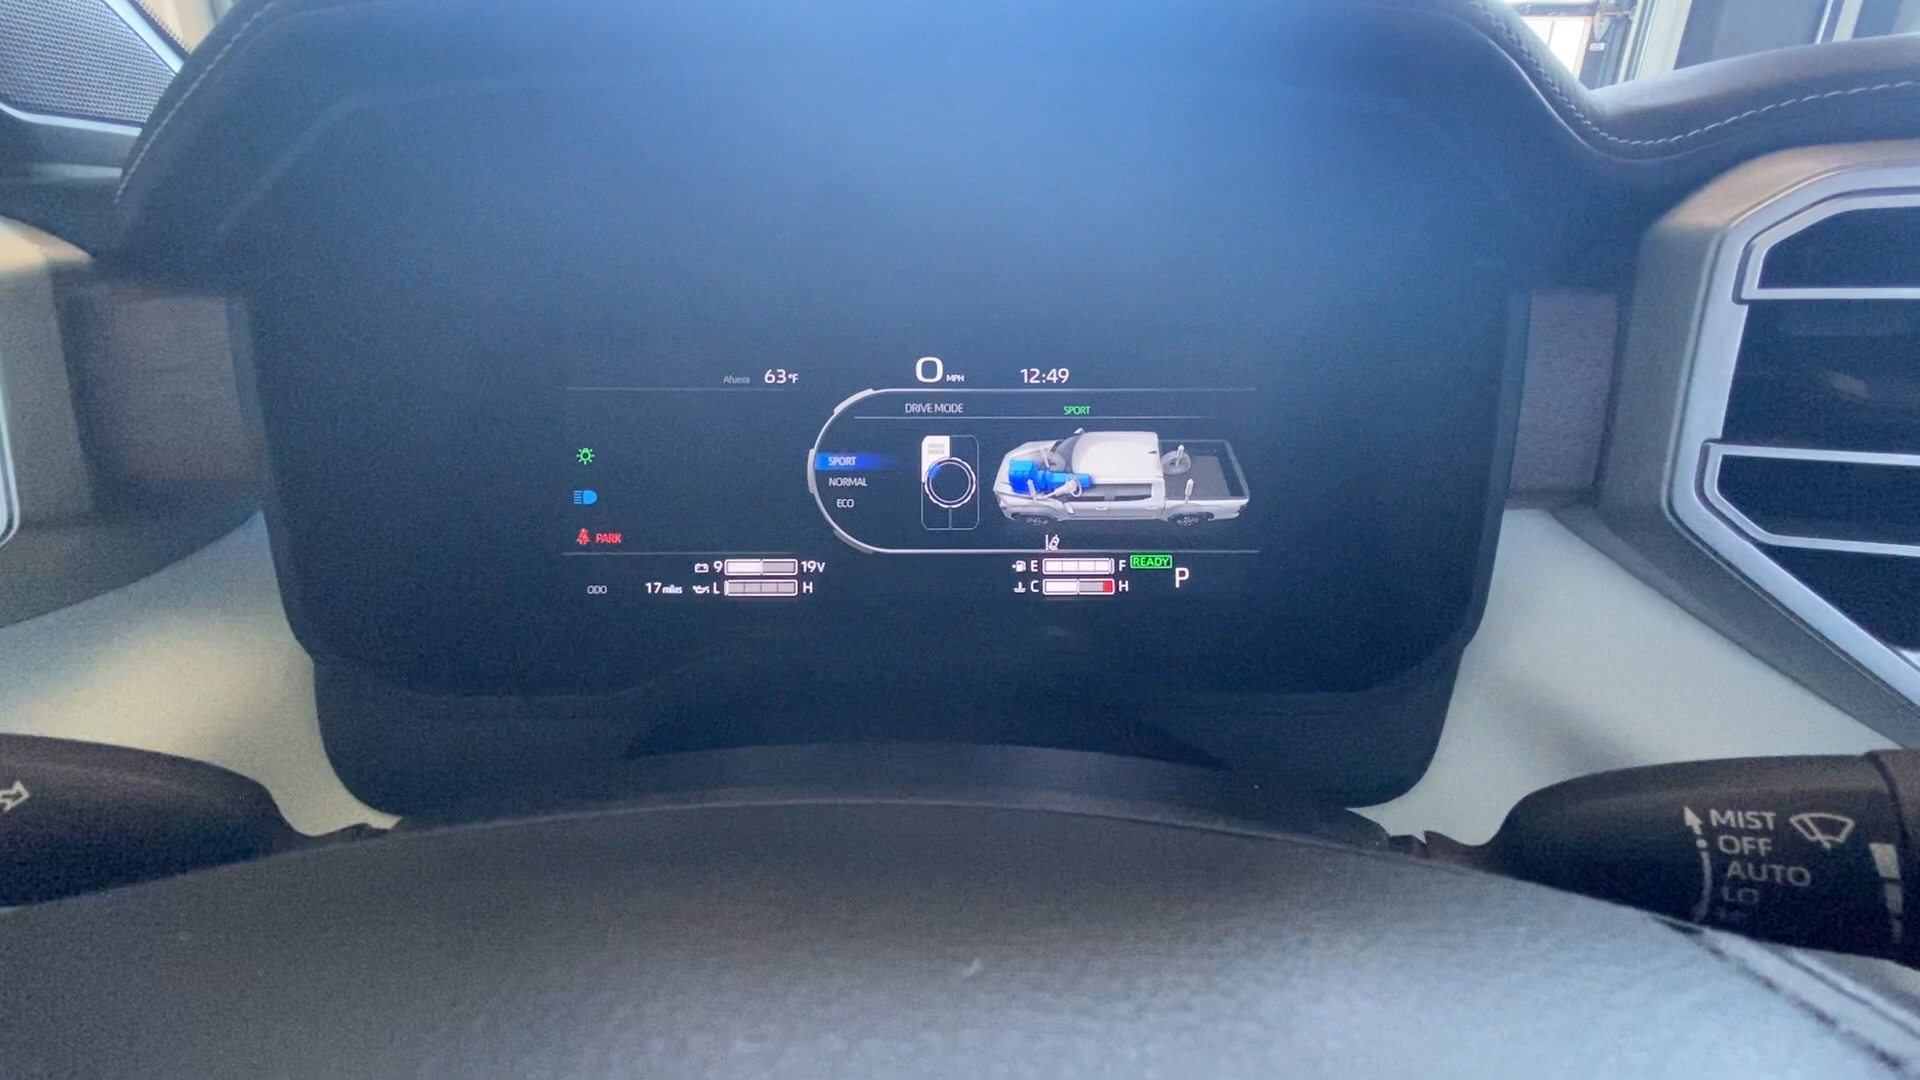 Afuera 63°F
0 MPH
12:49
DRIVE MODE
SPORT
SPORT
NORMAL
ECO
PARK
9 19V
E F
READY
P
ODO 17 miles
L H
C H
MIST
OFF
AUTO
LO